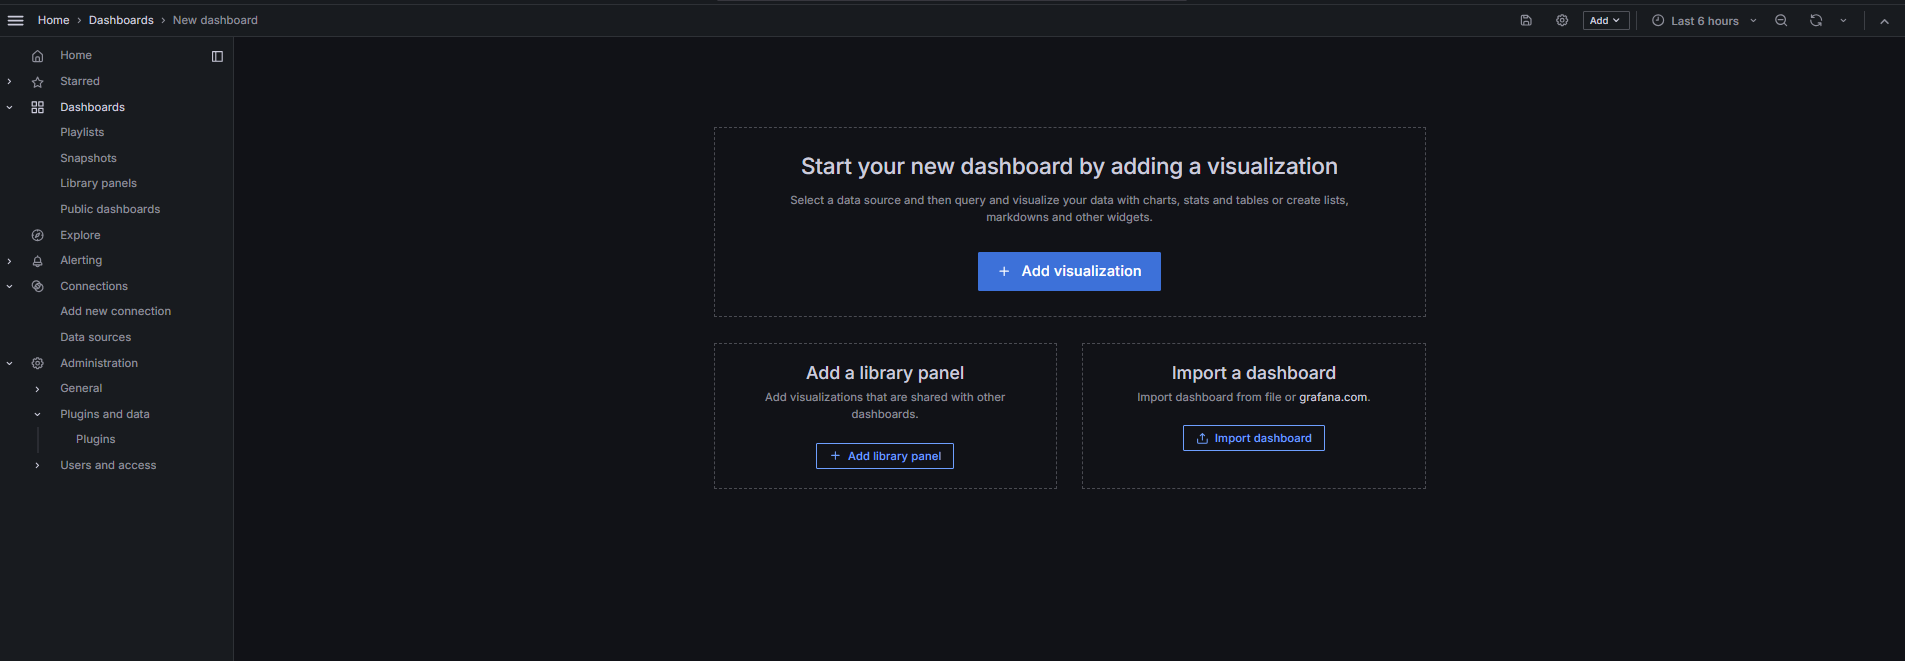 Home › Dashboards › New dashboard
Add
Last 6 hours
Home
Starred
Dashboards
Playlists
Snapshots
Library panels
Public dashboards
Explore
Alerting
Connections
Add new connection
Data sources
Administration
General
Plugins and data
Plugins
Users and access
Start your new dashboard by adding a visualization
Select a data source and then query and visualize your data with charts, stats and tables or create lists,
markdowns and other widgets.
+ Add visualization
Add a library panel
Add visualizations that are shared with other
dashboards.
+ Add library panel
Import a dashboard
Import dashboard from file or grafana.com.
Import dashboard